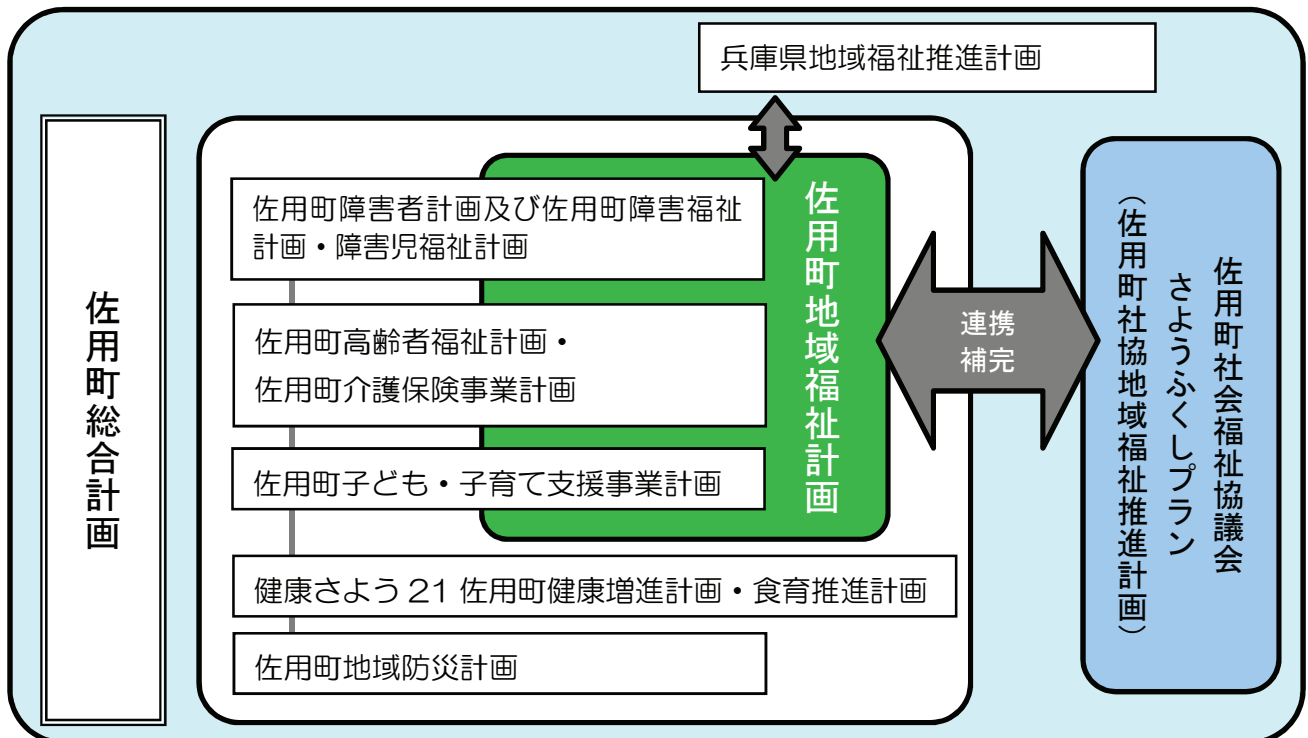 兵庫県地域福祉推進計画
佐用町総合計画
佐用町障害者計画及び佐用町障害福祉
計画・障害児福祉計画
佐用町高齢者福祉計画・
佐用町介護保険事業計画
佐用町子ども・子育て支援事業計画
健康さよう 21 佐用町健康増進計画・食育推進計画
佐用町地域防災計画
佐用町地域福祉計画
連携
補完
佐用町社会福祉協議会
さようふくしプラン
（佐用町社協地域福祉推進計画）